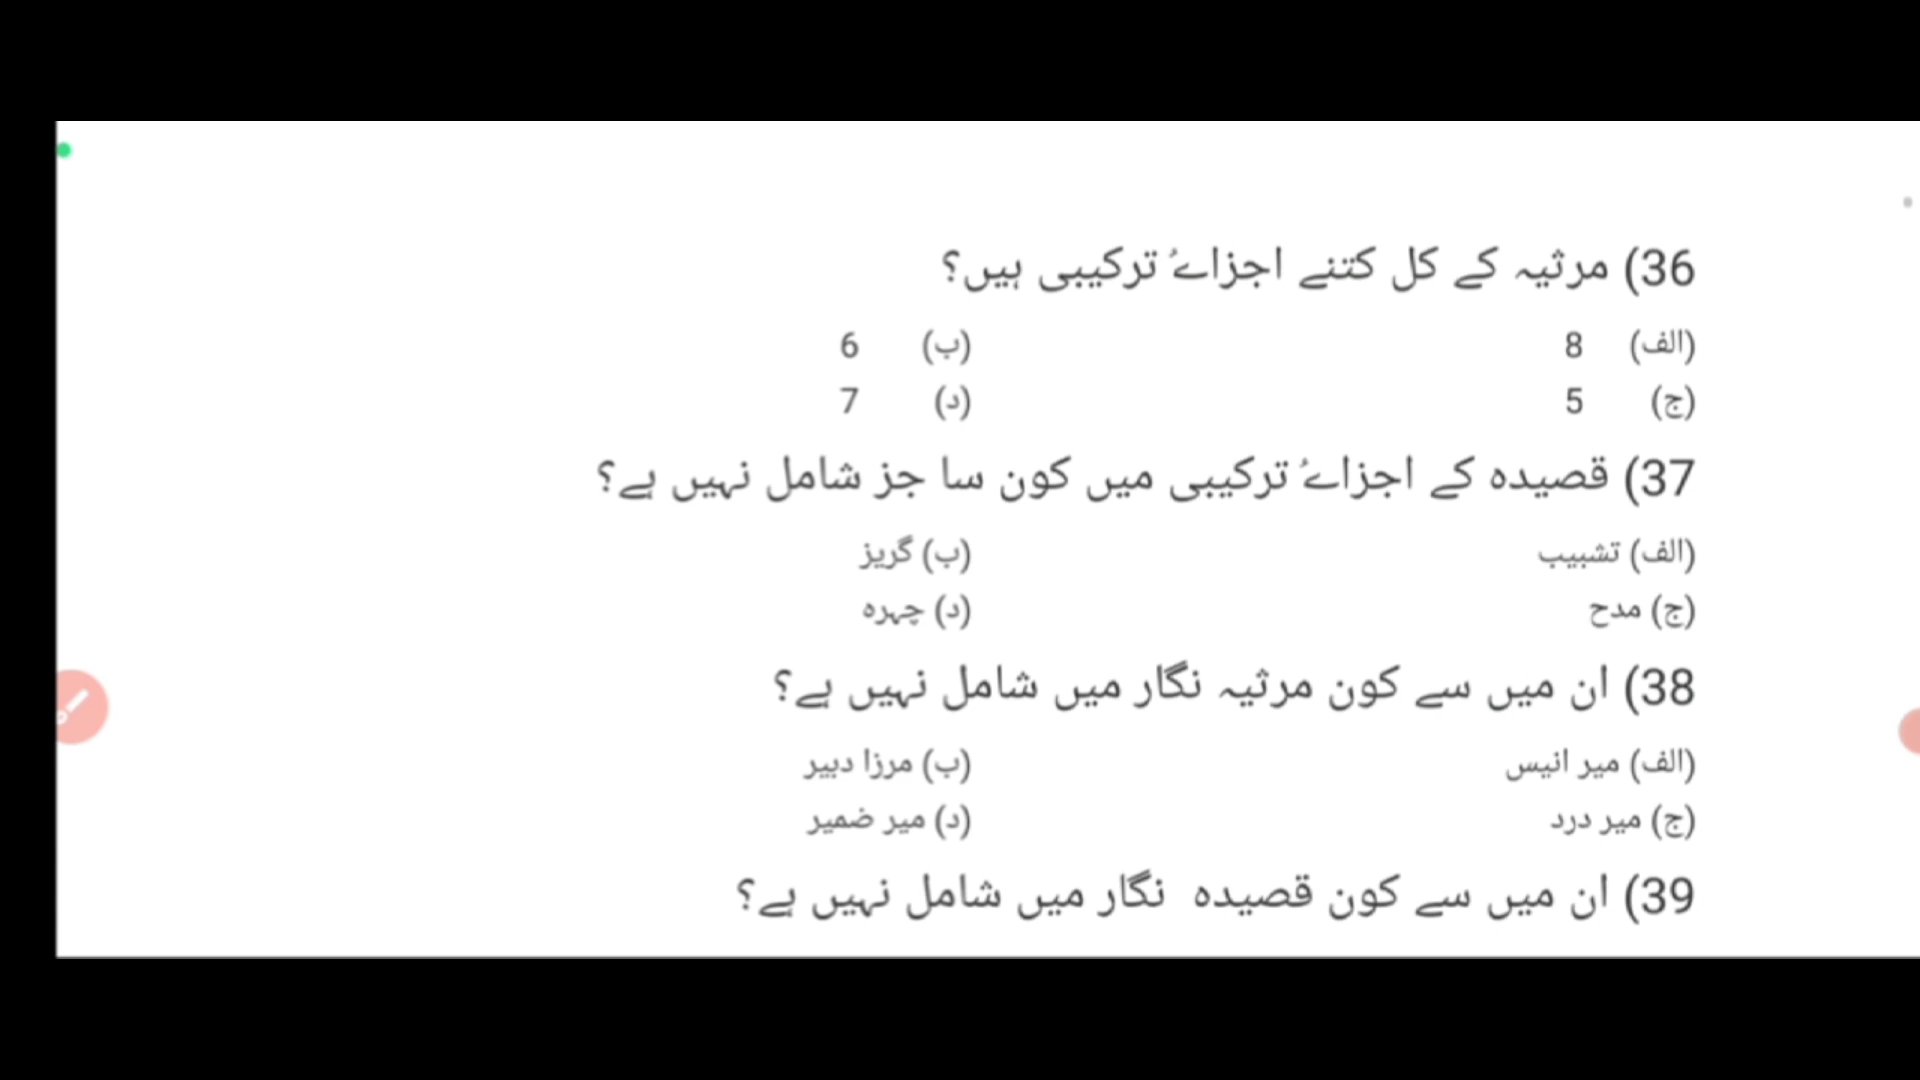 36) مرثیہ کے کل کتنے اجزاےُ ترکیبی ہیں؟
(الف) 8 (ب) 6
(ج) 5 (د) 7
37) قصیدہ کے اجزاےُ ترکیبی میں کون سا جز شامل نہیں ہے؟
(الف) تشبیب (ب) گریز
(ج) مدح (د) چہرہ
38) ان میں سے کون مرثیہ نگار میں شامل نہیں ہے؟
(الف) میر انیس (ب) مرزا دبیر
(ج) میر درد (د) میر ضمیر
39) ان میں سے کون قصیدہ نگار میں شامل نہیں ہے؟